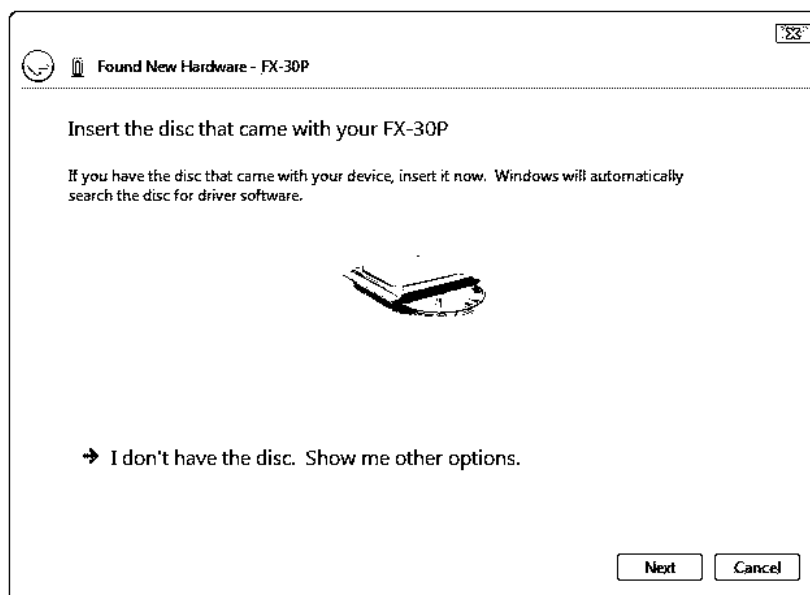 Found New Hardware - FX-30P
Insert the disc that came with your FX-30P
If you have the disc that came with your device, insert it now.  Windows will automatically
search the disc for driver software.
I don't have the disc.  Show me other options.
Next
Cancel